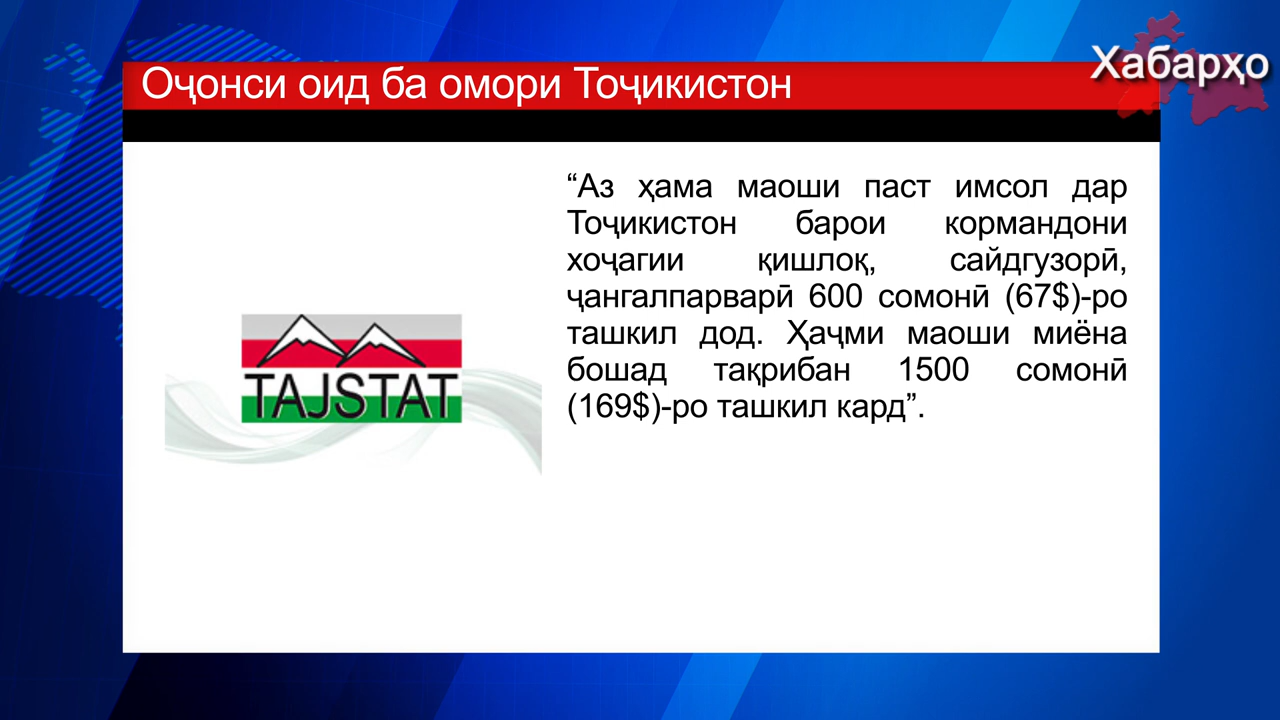 Оҷонси оид ба омори Тоҷикистон
Хабарҳо
“Аз ҳама маоши паст имсол дар
Тоҷикистон барои кормандони
хоҷагии қишлоқ, сайдгузорӣ,
ҷангалпарварӣ 600 сомонӣ (67$)-ро
ташкил дод. Ҳаҷми маоши миёна
бошад тақрибан 1500 сомонӣ
(169$)-ро ташкил кард”.
TAJSTAT